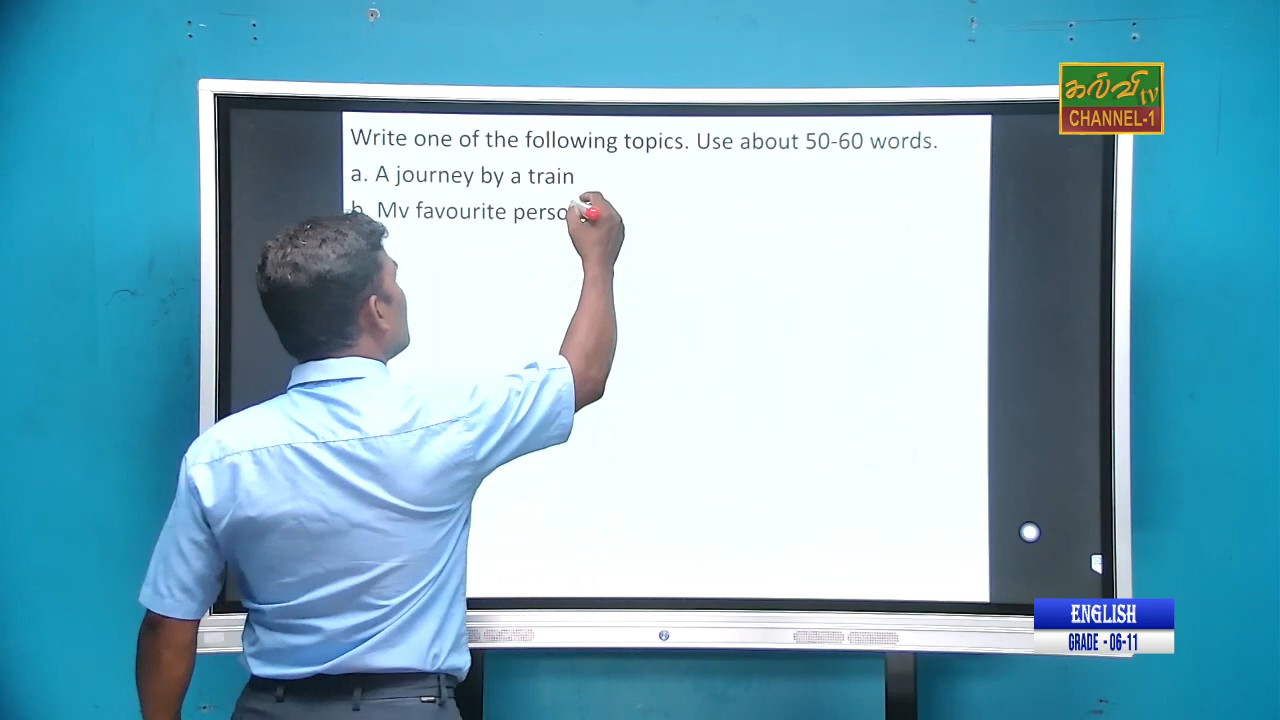 Write one of the following topics. Use about 50-60 words.
a. A journey by a train
b. My favourite
கல்வி tv
CHANNEL-1
ENGLISH
GRADE - 06-11